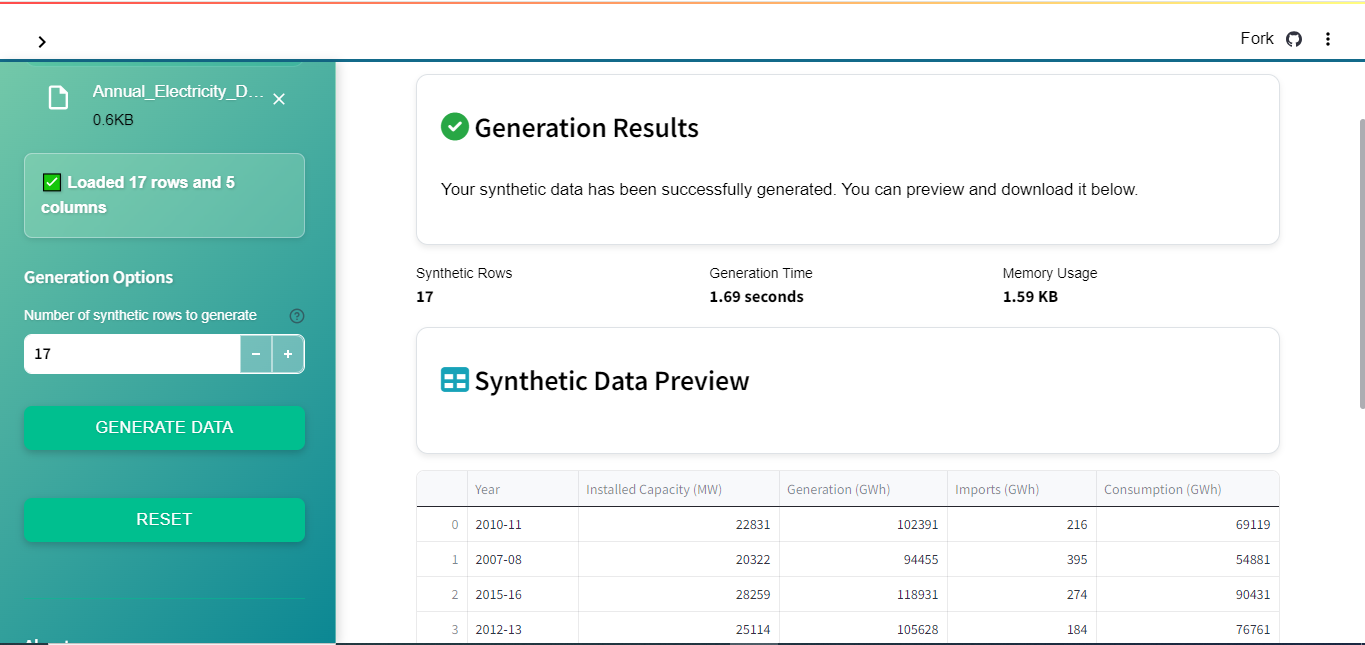 Fork
Annual_Electricity_D...
0.6KB
Loaded 17 rows and 5
columns
Generation Options
Number of synthetic rows to generate
17
GENERATE DATA
RESET
Generation Results
Your synthetic data has been successfully generated. You can preview and download it below.
Synthetic Rows Generation Time Memory Usage
17 1.69 seconds 1.59 KB
Synthetic Data Preview
Year Installed Capacity (MW) Generation (GWh) Imports (GWh) Consumption (GWh)
0 2010-11 22831 102391 216 69119
1 2007-08 20322 94455 395 54881
2 2015-16 28259 118931 274 90431
3 2012-13 25114 105628 184 76761